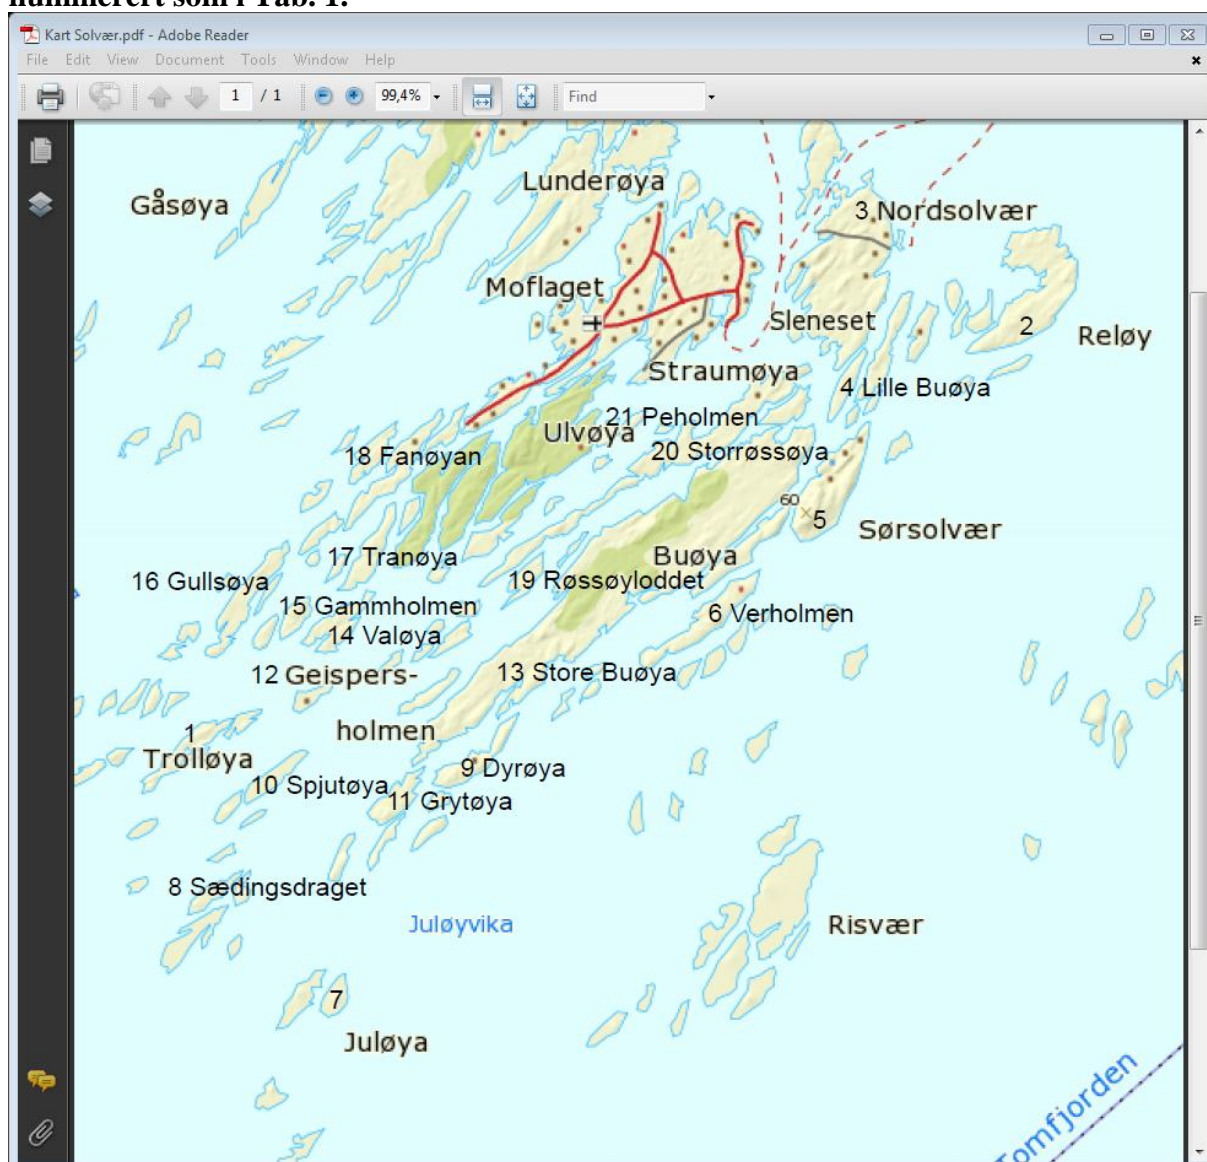 nummerert som i Tab. 1.
Kart Solvær.pdf - Adobe Reader
File Edit View Document Tools Window Help
1 / 1 99,4% Find
Lunderøya
Gåsøya
3 Nordsolvær
Moflaget
Sleneset
2
Reløy
Straumøya
4 Lille Buøya
21 Peholmen
Ulvøya
18 Fanøyan
20 Storrøssøya
60
5
Sørsolvær
17 Tranøya
Buøya
16 Gullsøya
19 Røssøyloddet
15 Gammholmen
6 Verholmen
14 Valøya
12 Geispers-
13 Store Buøya
1
holmen
Trolløya
9 Dyrøya
10 Spjutøya
11 Grytøya
8 Sædingsdraget
Juløyvika
Risvær
7
Juløya